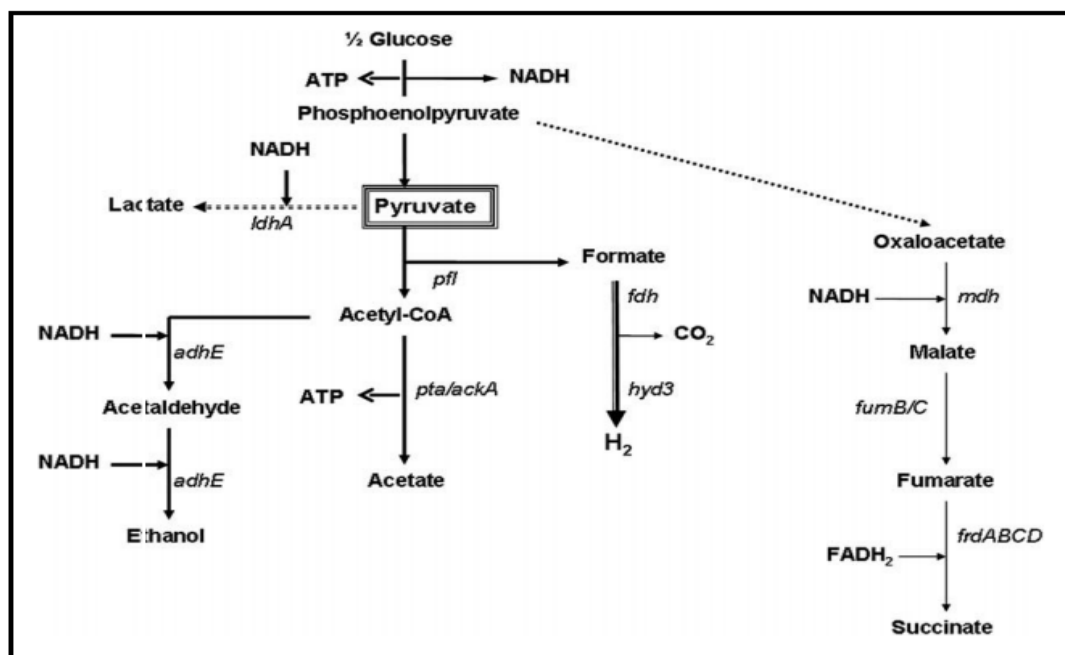 ½ Glucose
ATP
NADH
Phosphoenolpyruvate
NADH
Lactate
ldhA
Pyruvate
Oxaloacetate
Formate
pfl
fdh
NADH
mdh
Acetyl-CoA
NADH
CO₂
adhE
Malate
ATP
pta/ackA
hyd3
Acetaldehyde
fumB/C
H₂
NADH
adhE
Acetate
Fumarate
Ethanol
frdABCD
FADH₂
Succinate